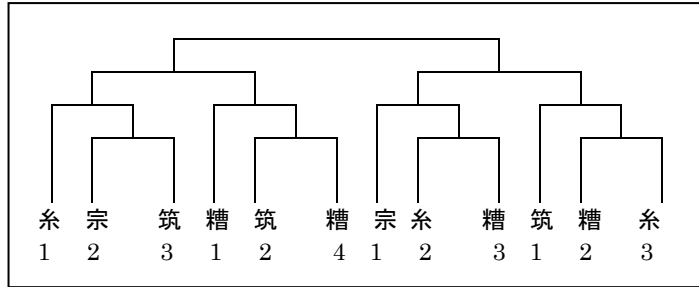 糸 宗 筑 糟 筑 糟 宗 糸 糟 筑 糟 糸
1 2 3 1 2 4 1 2 3 1 2 3